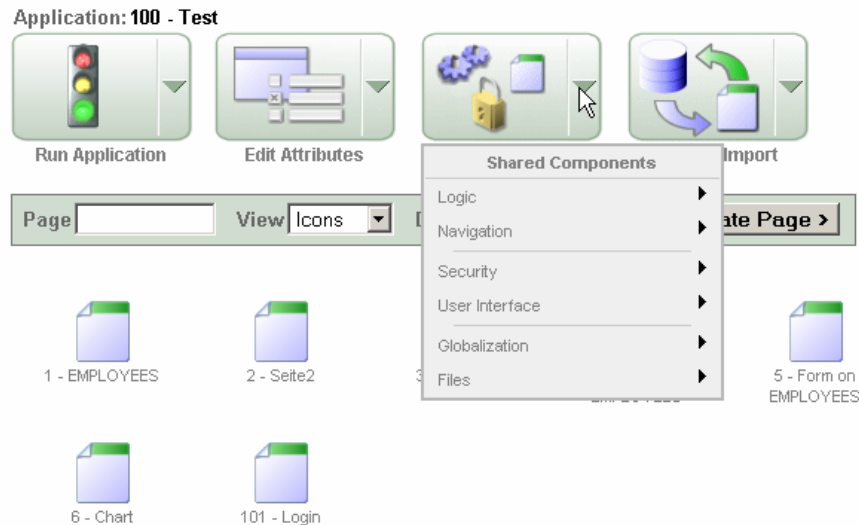 Application: 100 - Test
Run Application
Edit Attributes
Import
Shared Components
Logic
Navigation
Security
User Interface
Globalization
Files
Page
View Icons
Page >
1 - EMPLOYEES
2 - Seite2
5 - Form on
EMPLOYEES
6 - Chart
101 - Login